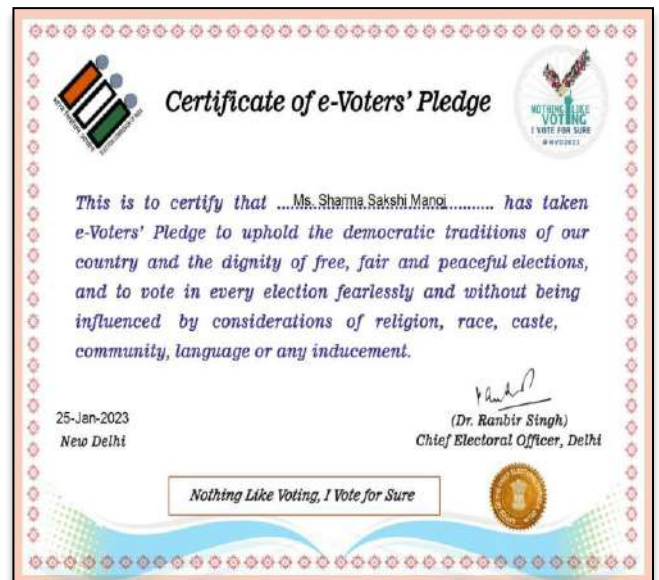 Certificate of e-Voters' Pledge
NOTHING LIKE
VOTING
I VOTE FOR SURE
#NVD2023
This is to certify that ....Ms. Sharma Sakshi Manoj........... has taken
e-Voters' Pledge to uphold the democratic traditions of our
country and the dignity of free, fair and peaceful elections,
and to vote in every election fearlessly and without being
influenced by considerations of religion, race, caste,
community, language or any inducement.
25-Jan-2023
New Delhi
(Dr. Ranbir Singh)
Chief Electoral Officer, Delhi
Nothing Like Voting, I Vote for Sure